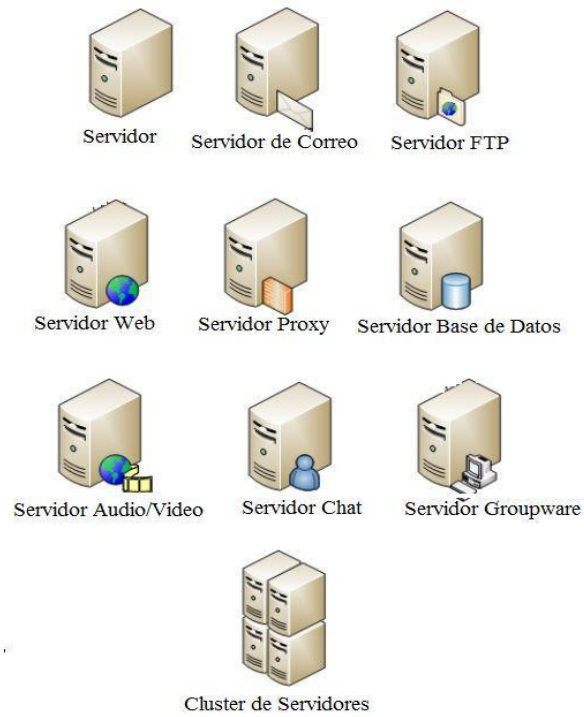 Servidor
Servidor de Correo
Servidor FTP
Servidor Web
Servidor Proxy
Servidor Base de Datos
Servidor Audio/Video
Servidor Chat
Servidor Groupware
Cluster de Servidores